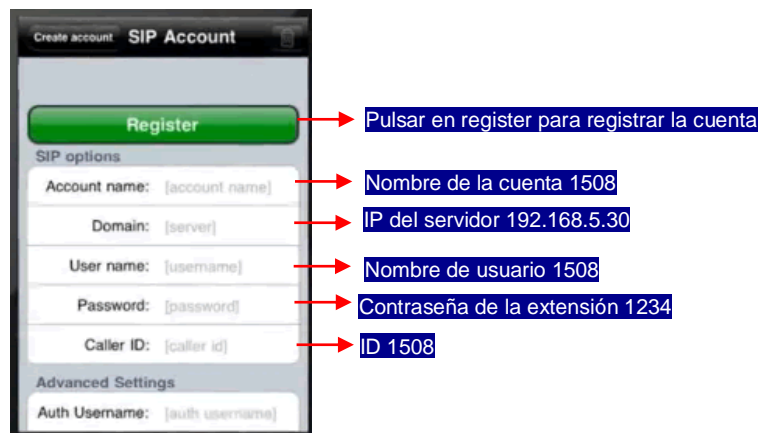 Create account SIP Account
Register
Pulsar en register para registrar la cuenta
SIP options
Account name: [account name]
Nombre de la cuenta 1508
Domain: [server]
IP del servidor 192.168.5.30
User name: [username]
Nombre de usuario 1508
Password: [password]
Contraseña de la extensión 1234
Caller ID: [caller id]
ID 1508
Advanced Settings
Auth Username: [auth username]